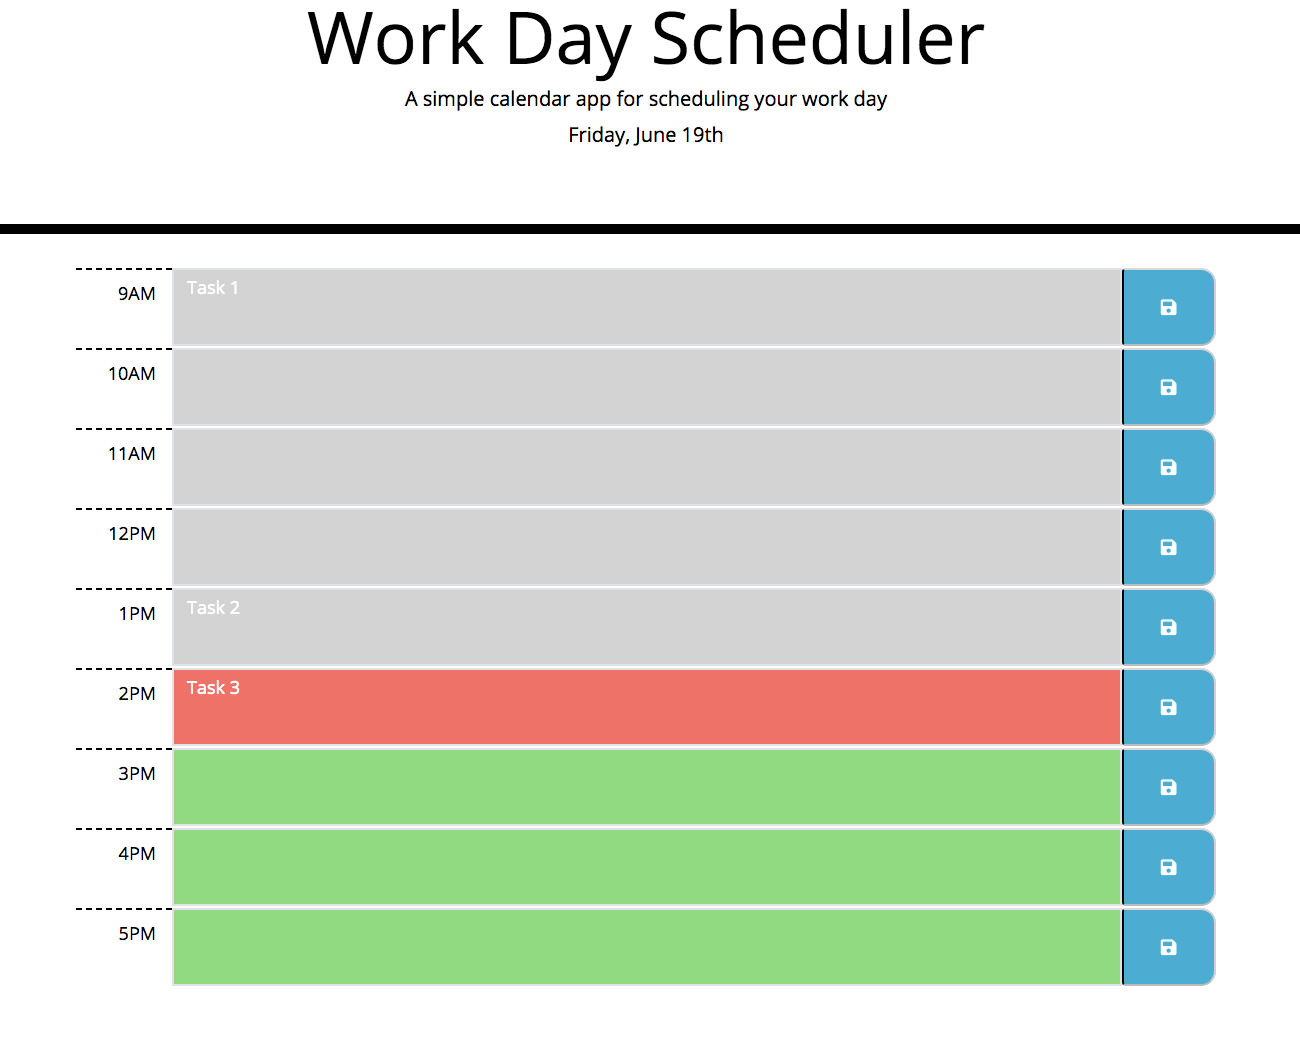 Work Day Scheduler
A simple calendar app for scheduling your work day
Friday, June 19th
9AM
Task 1
10AM
11AM
12PM
1PM
Task 2
2PM
Task 3
3PM
4PM
5PM